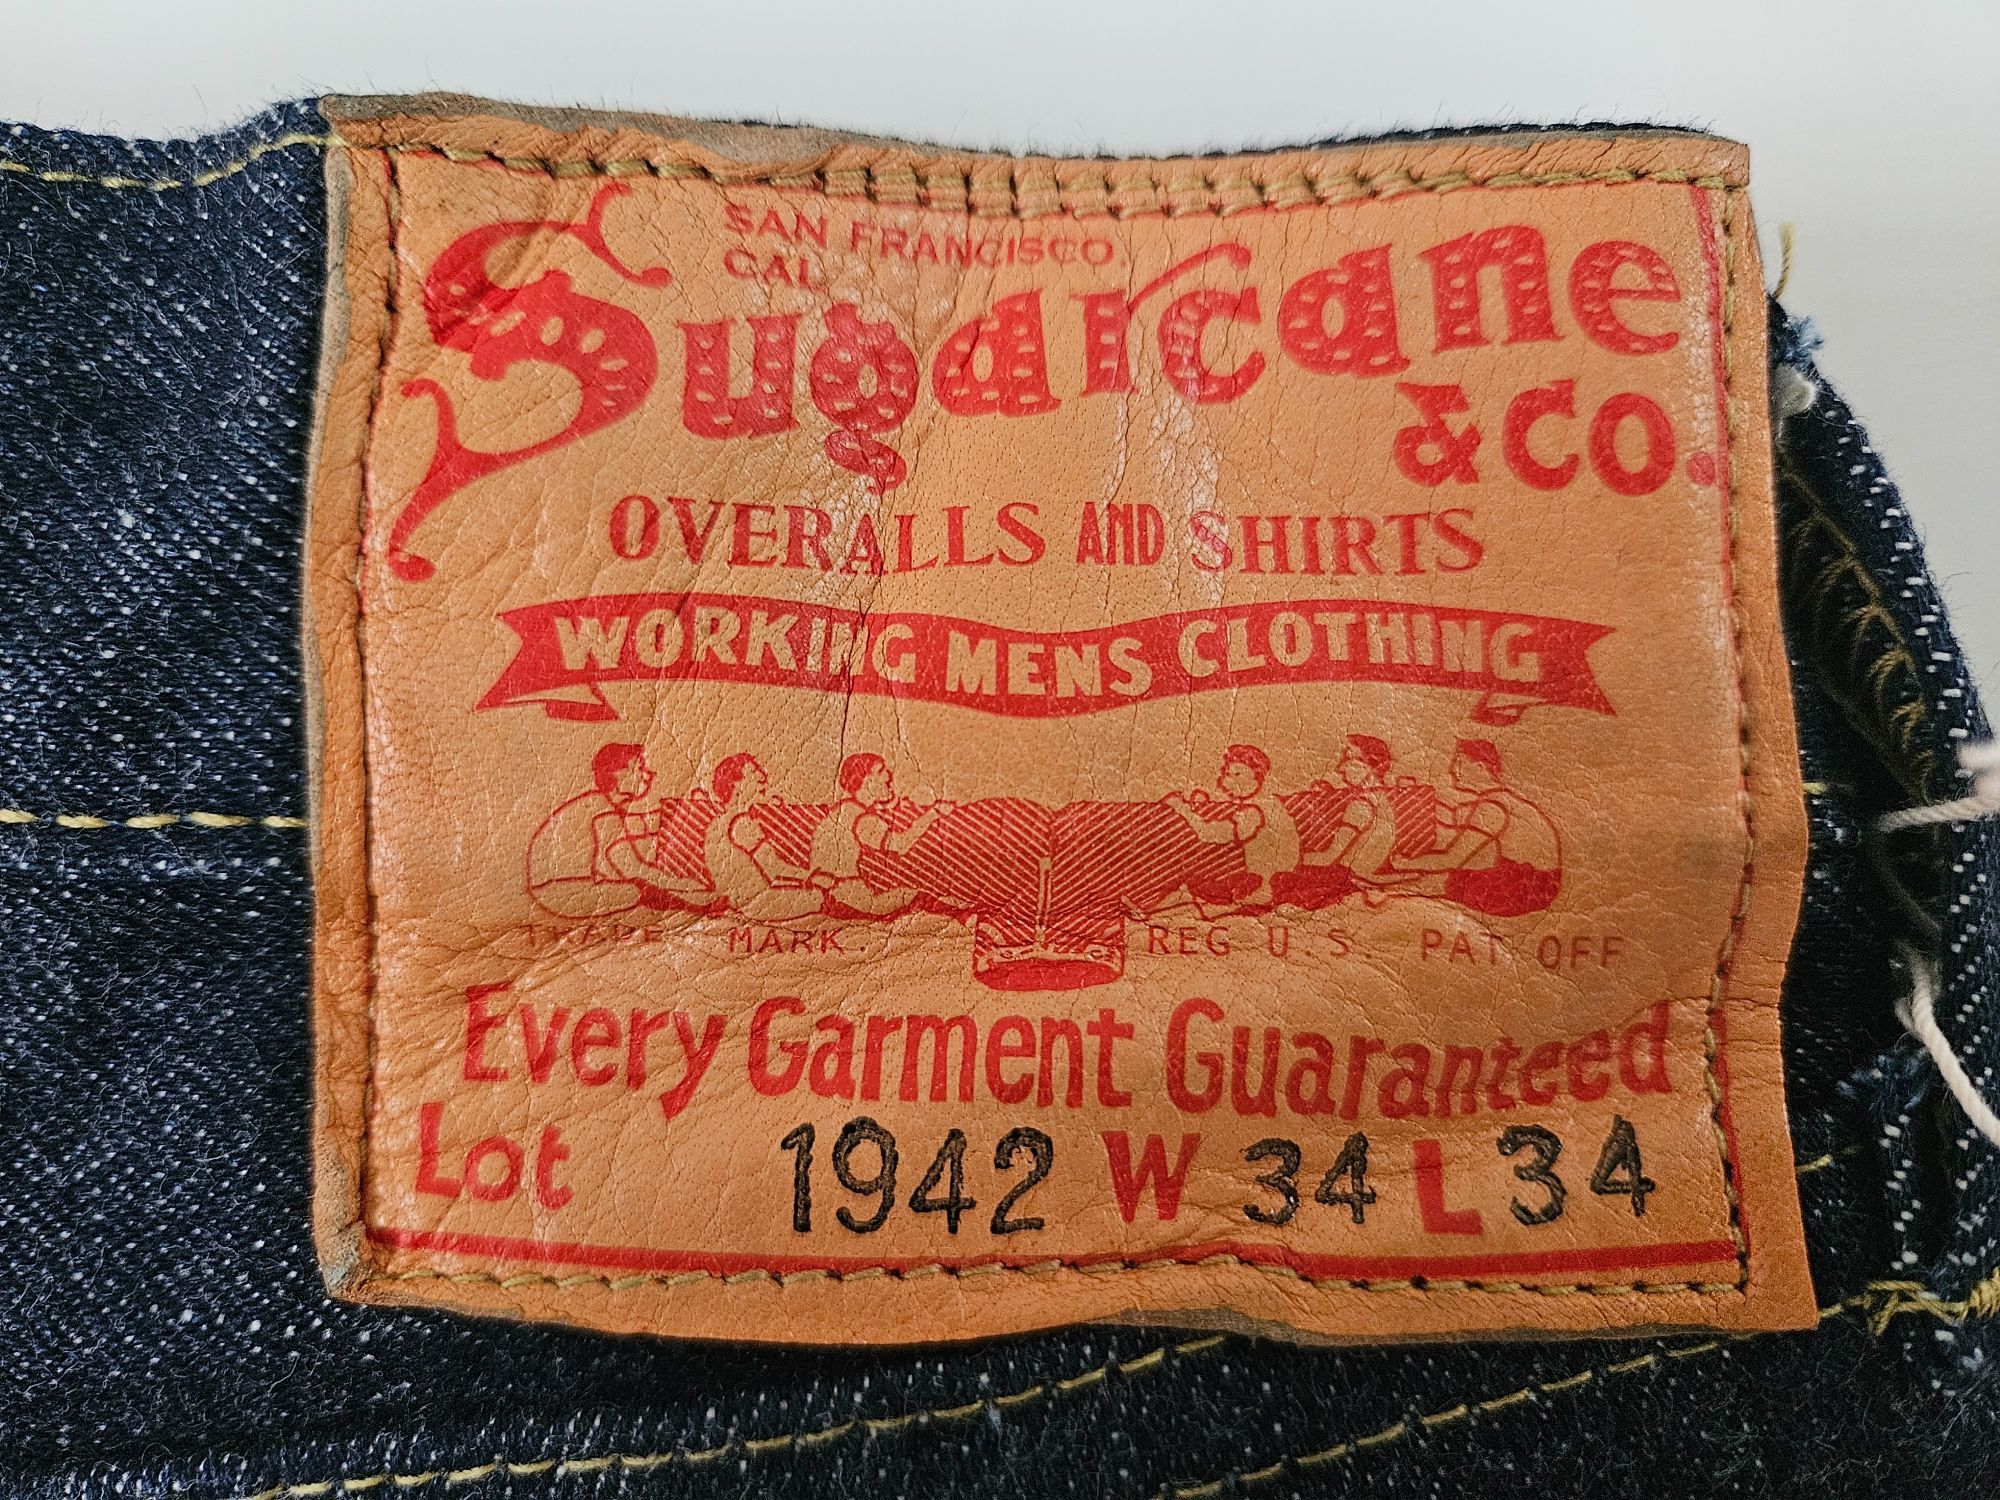 SAN FRANCISCO.
CAL
Sugarcane
& CO.
OVERALLS AND SHIRTS
WORKING MENS CLOTHING
TRADE MARK. REG U.S. PAT OFF
Every Garment Guaranteed
Lot 1942 W 34 L 34